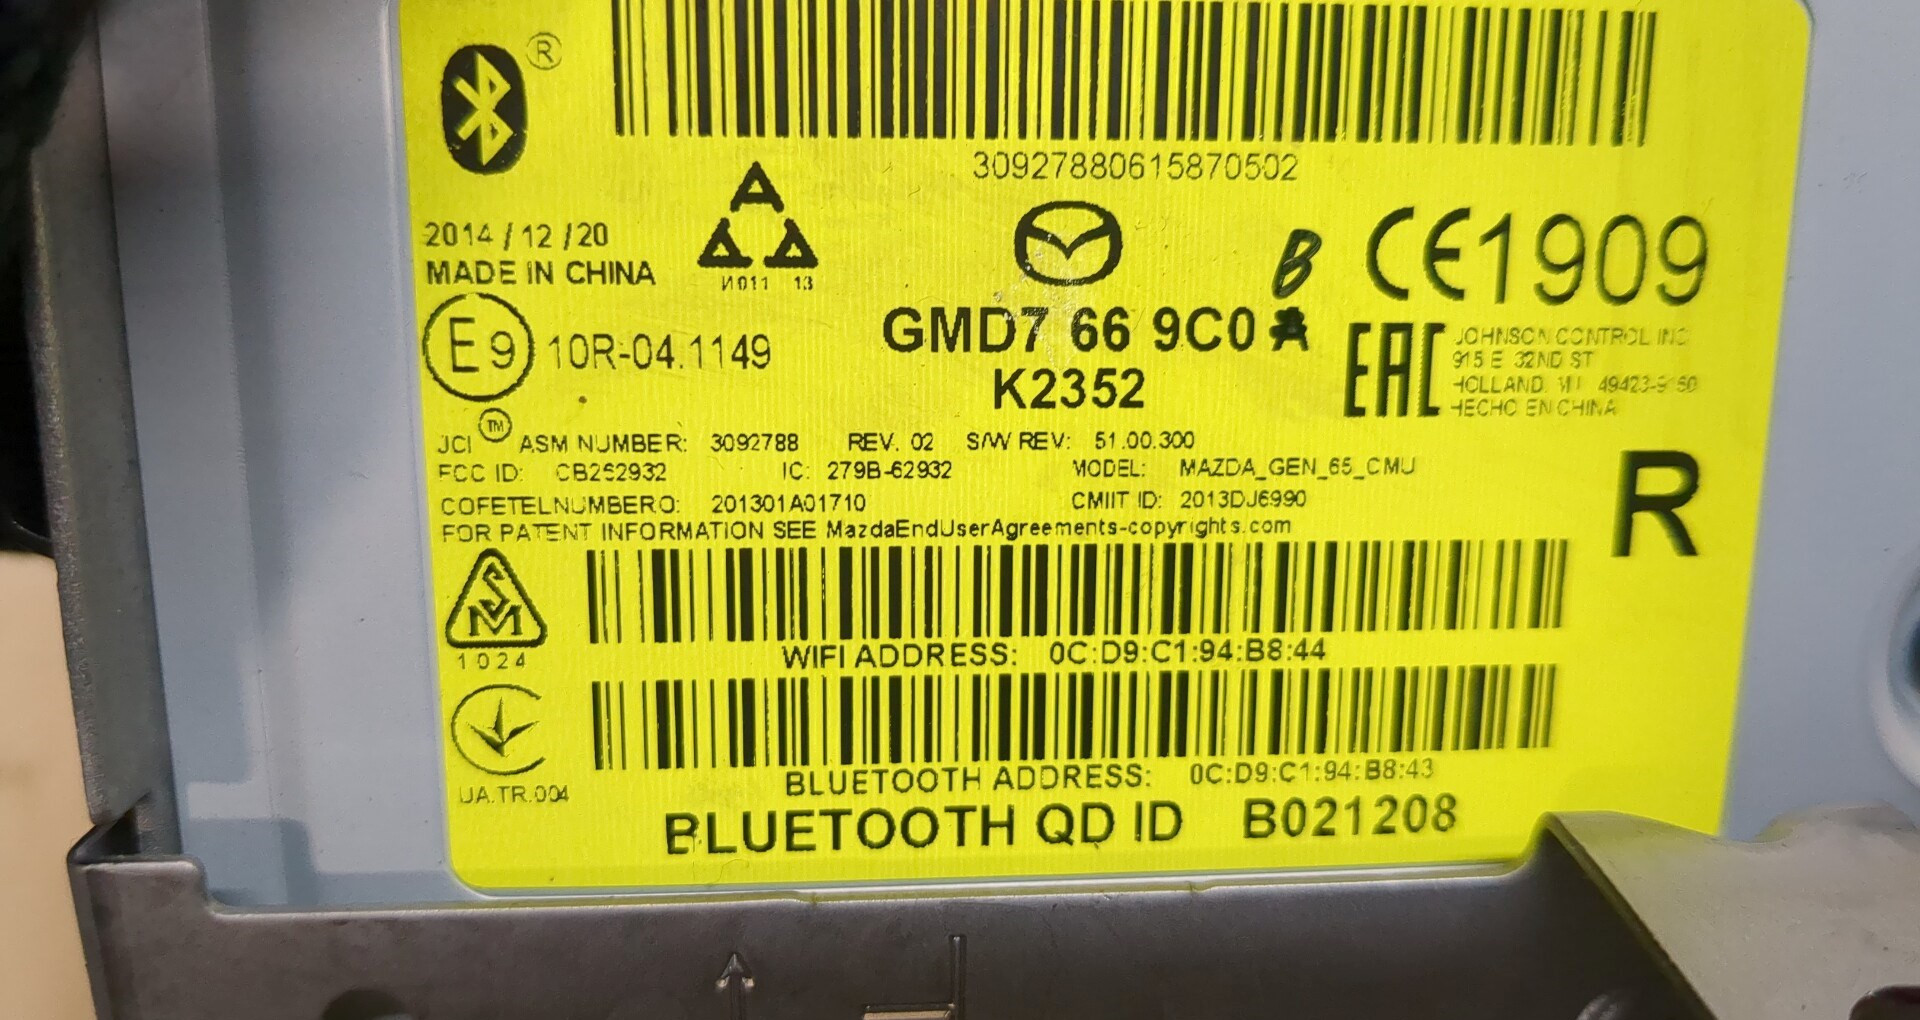 ®
30927880615870502
2014/12/20
MADE IN CHINA
A
И011 13
B
CE1909
E9 10R-04.1149
GMD7 66 9C0 A
K2352
EAC
JOHNSON CONTROL INC
915 E 32ND ST
HOLLAND, MI 49423-9150
HECHO EN CHINA
JCI™ ASM NUMBER: 3092788 REV. 02 S/W REV: 51.00.300
FCC ID: CB262932 IC: 279B-62932 MODEL: MAZDA_GEN_65_CMU
COFETELNUMBERO: 201301A01710 CMIIT ID: 2013DJ6990
FOR PATENT INFORMATION SEE MazdaEndUserAgreements-copyrights.com
R
SM
1024
WIFI ADDRESS: 0C:D9:C1:94:B8:44
UA.TR.004
BLUETOOTH ADDRESS: 0C:D9:C1:94:B8:43
BLUETOOTH QD ID B021208